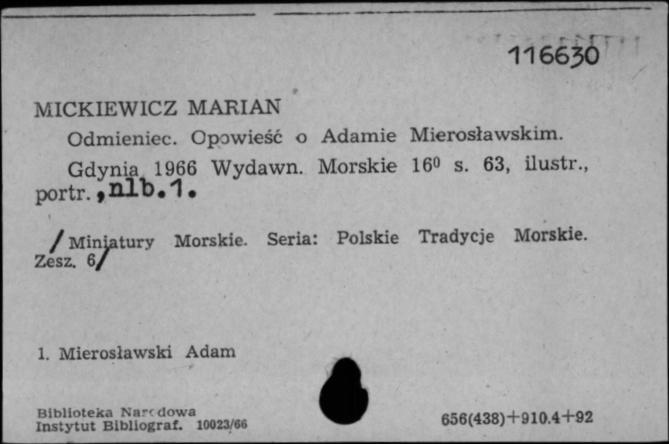 116630
MICKIEWICZ MARIAN
Odmieniec. Opowieść o Adamie Mierosławskim.
Gdynia 1966 Wydawn. Morskie 16⁰ s. 63, ilustr.,
portr., nlb.1.
/Miniatury Morskie. Seria: Polskie Tradycje Morskie.
Zesz. 6/
1. Mierosławski Adam
Biblioteka Narodowa
Instytut Bibliograf. 10023/66
656(438)+910.4+92